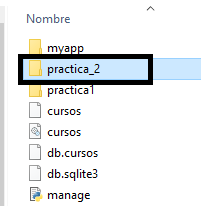 Nombre
myapp
practica_2
practica1
cursos
cursos
db.cursos
db.sqlite3
manage